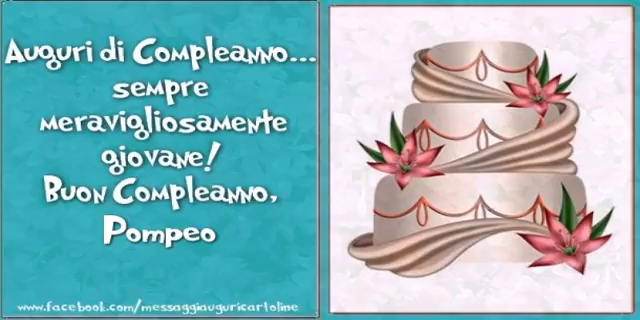 Auguri di Compleanno...
sempre
meravigliosamente
giovane!
Buon Compleanno,
Pompeo
www.facebook.com/messaggiauguricartoline